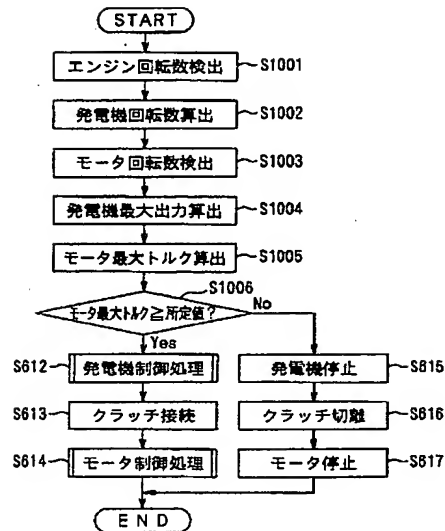 START
エンジン回転数検出 S1001
発電機回転数算出 S1002
モータ回転数検出 S1003
発電機最大出力算出 S1004
モータ最大トルク算出 S1005
S1006
モータ最大トルク≧所定値? No
Yes
S612 発電機制御処理 発電機停止 S615
S613 クラッチ接続 クラッチ切離 S616
S614 モータ制御処理 モータ停止 S617
END